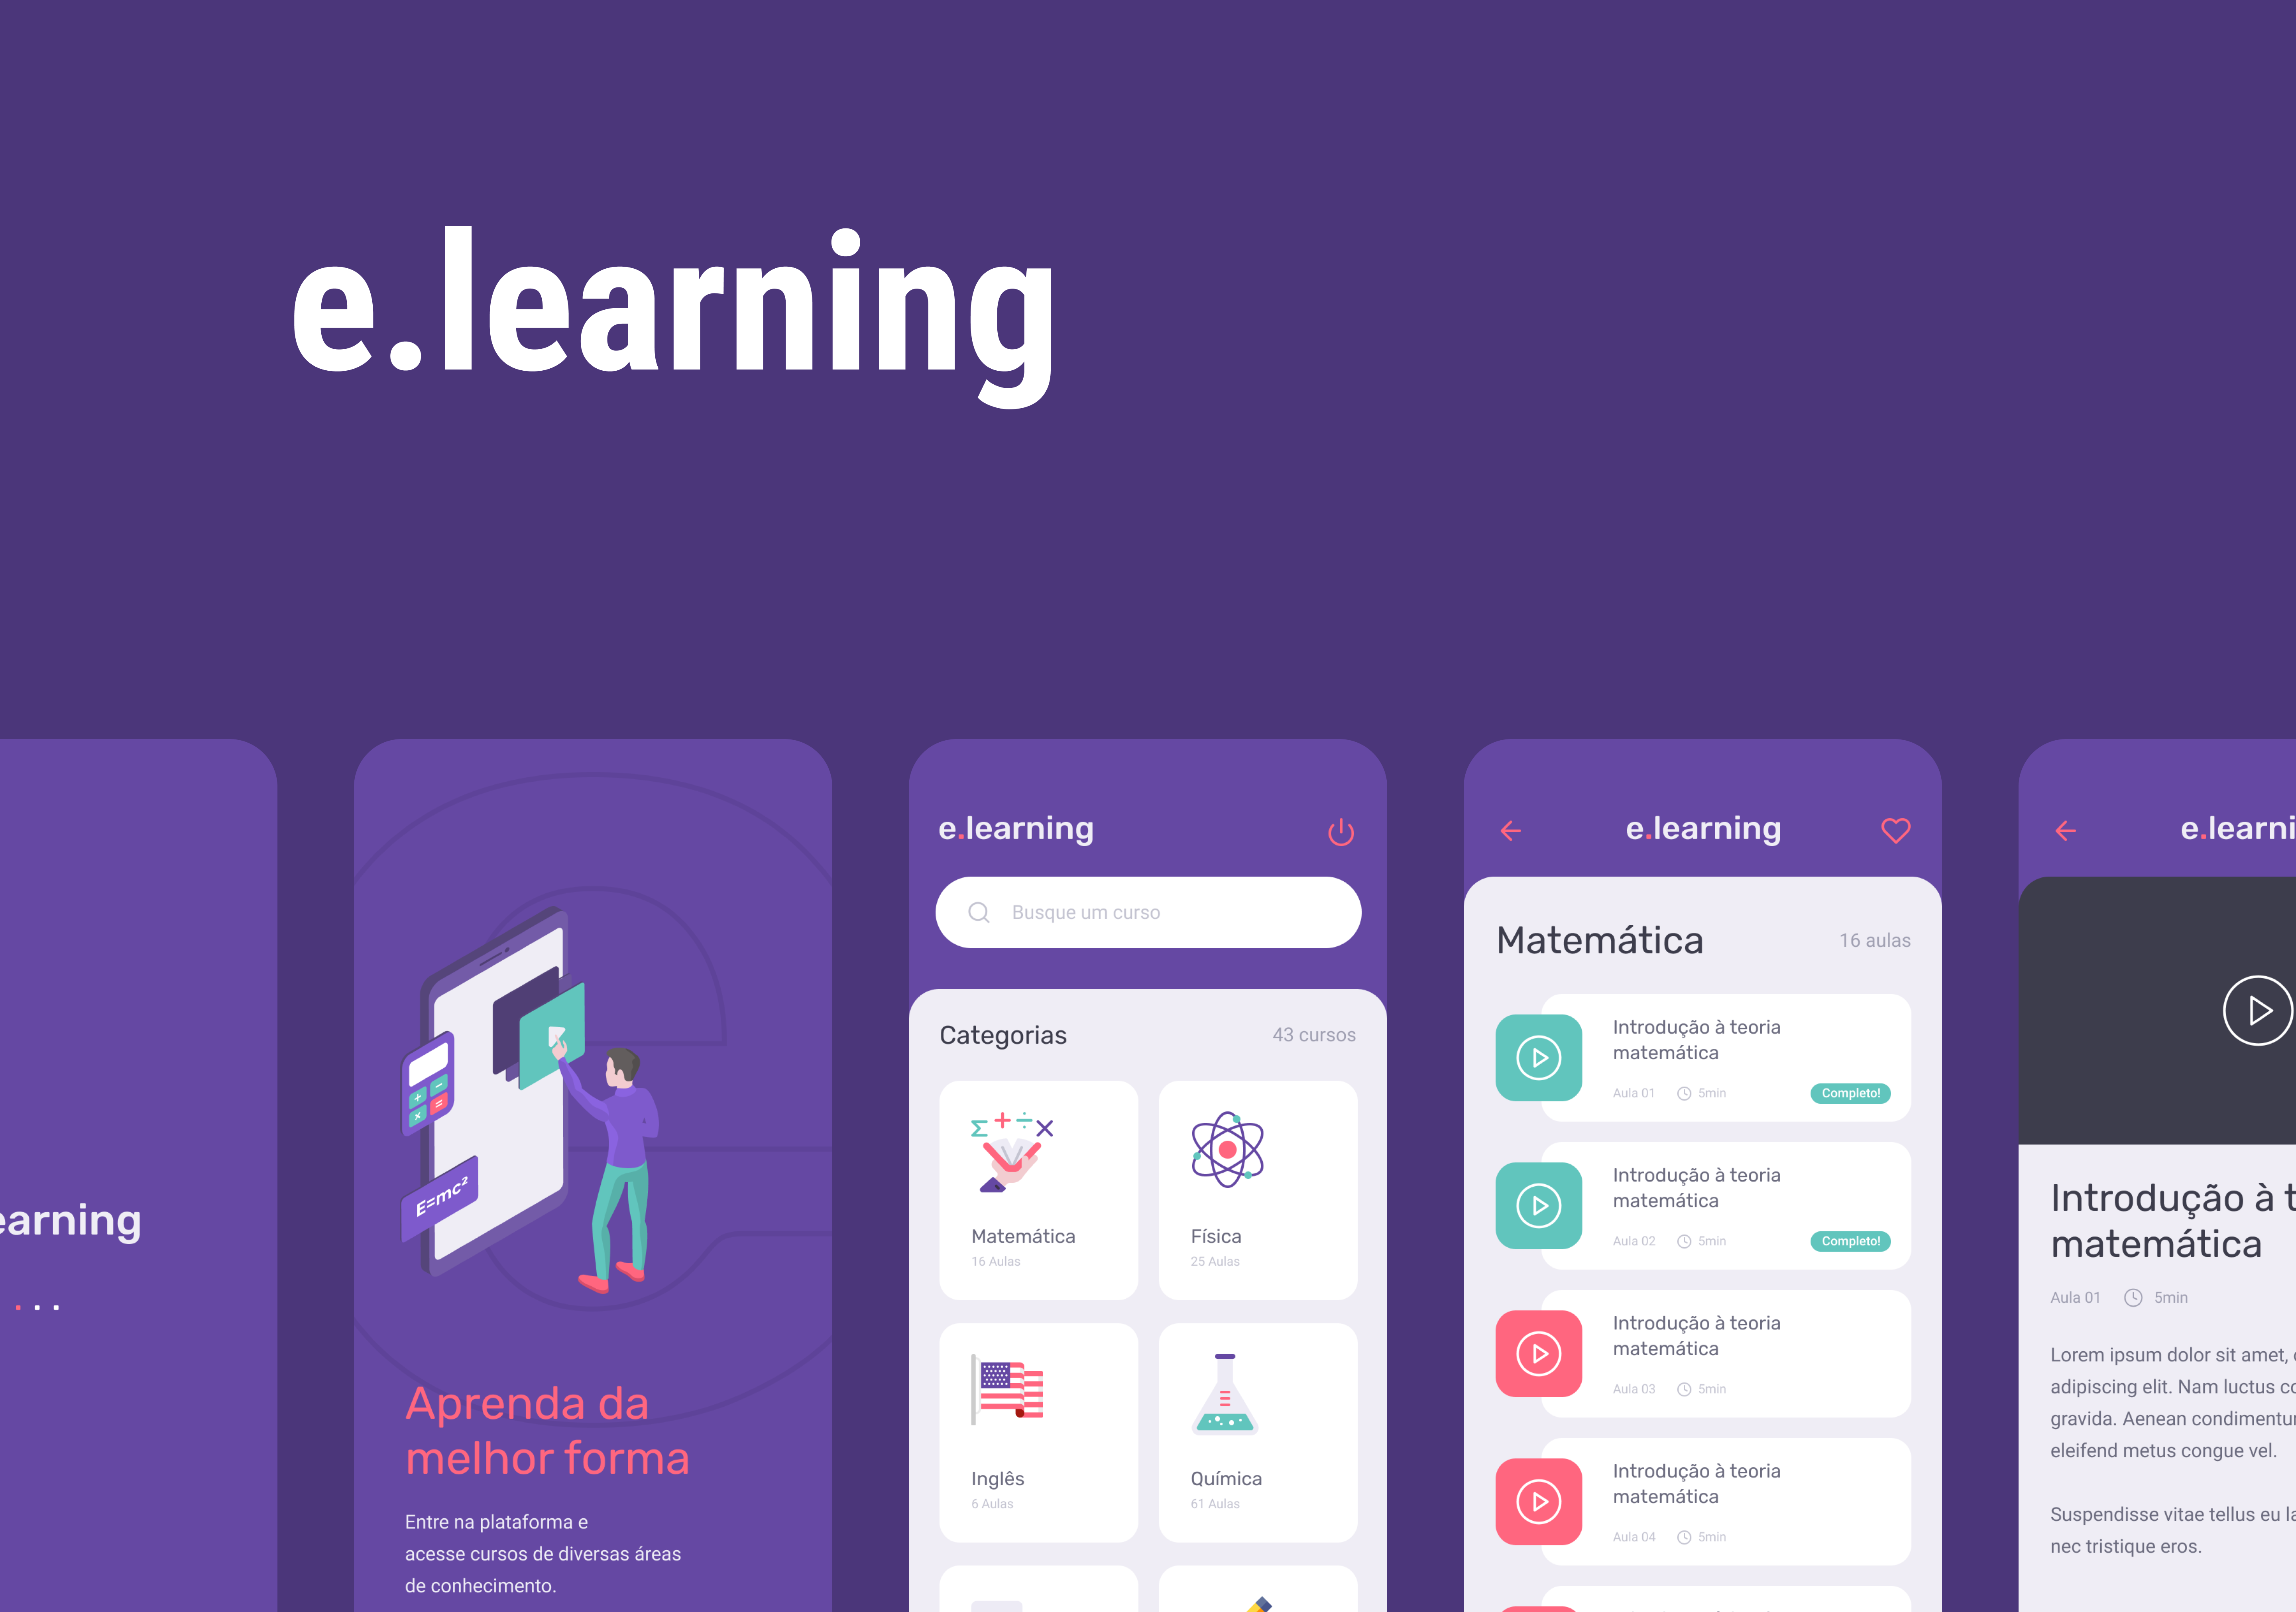 e.learning
earning
Aprenda da
melhor forma
Entre na plataforma e
acesse cursos de diversas áreas
de conhecimento.
E=mc²
e.learning
Busque um curso
Categorias
43 cursos
Σ + ÷ ×
Matemática
16 Aulas
Física
25 Aulas
Inglês
6 Aulas
Química
61 Aulas
e.learning
Matemática
16 aulas
Introdução à teoria
matemática
Aula 01 5min Completo!
Introdução à teoria
matemática
Aula 02 5min Completo!
Introdução à teoria
matemática
Aula 03 5min
Introdução à teoria
matemática
Aula 04 5min
e.learni
Introdução à t
matemática
Aula 01 5min
Lorem ipsum dolor sit amet,
adipiscing elit. Nam luctus co
gravida. Aenean condimentu
eleifend metus congue vel.
Suspendisse vitae tellus eu la
nec tristique eros.